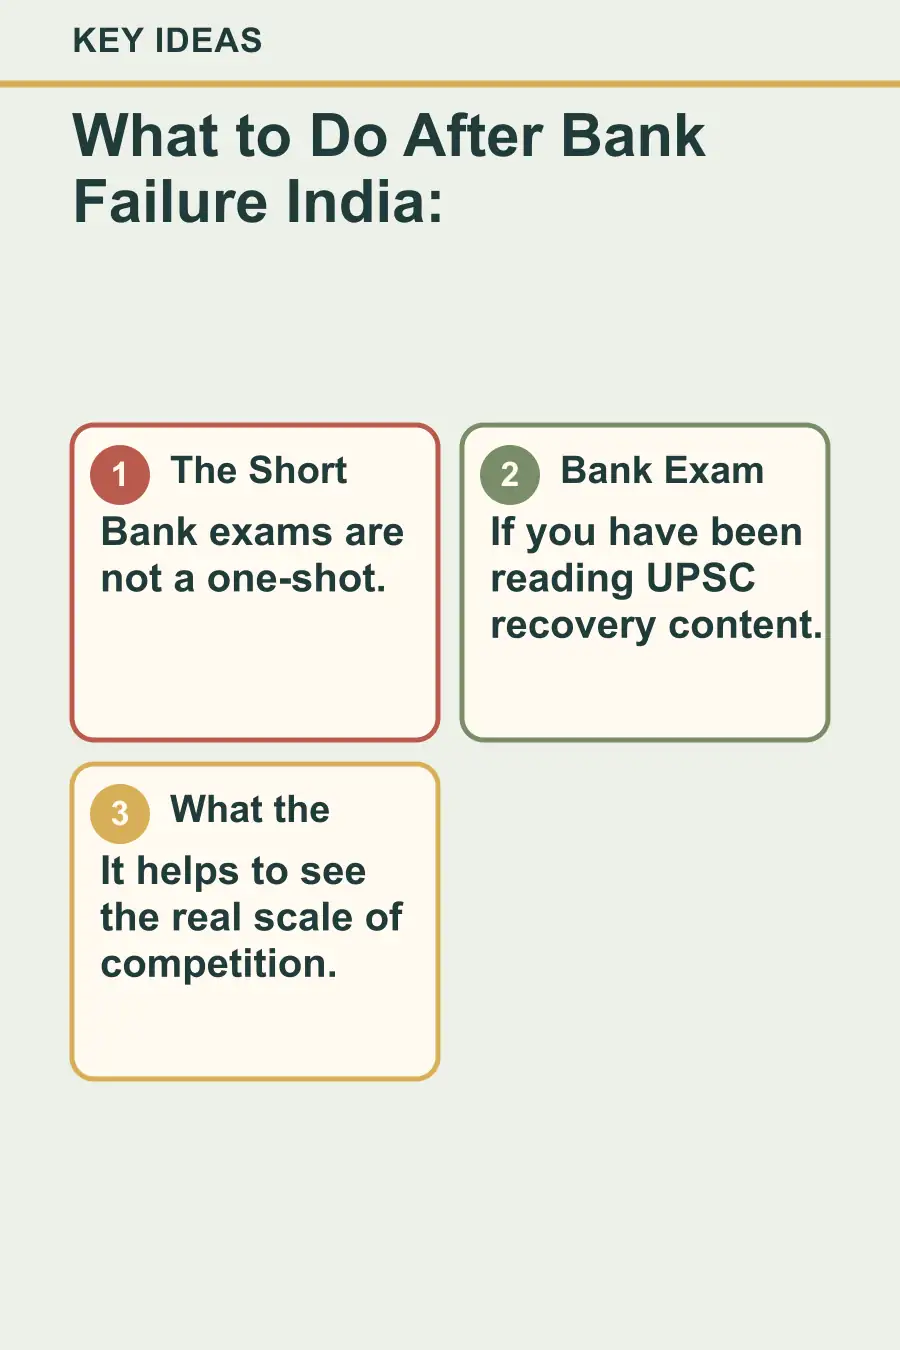 KEY IDEAS
What to Do After Bank
Failure India:
1
The Short
Bank exams are
not a one-shot.
2
Bank Exam
If you have been
reading UPSC
recovery content.
3
What the
It helps to see
the real scale of
competition.